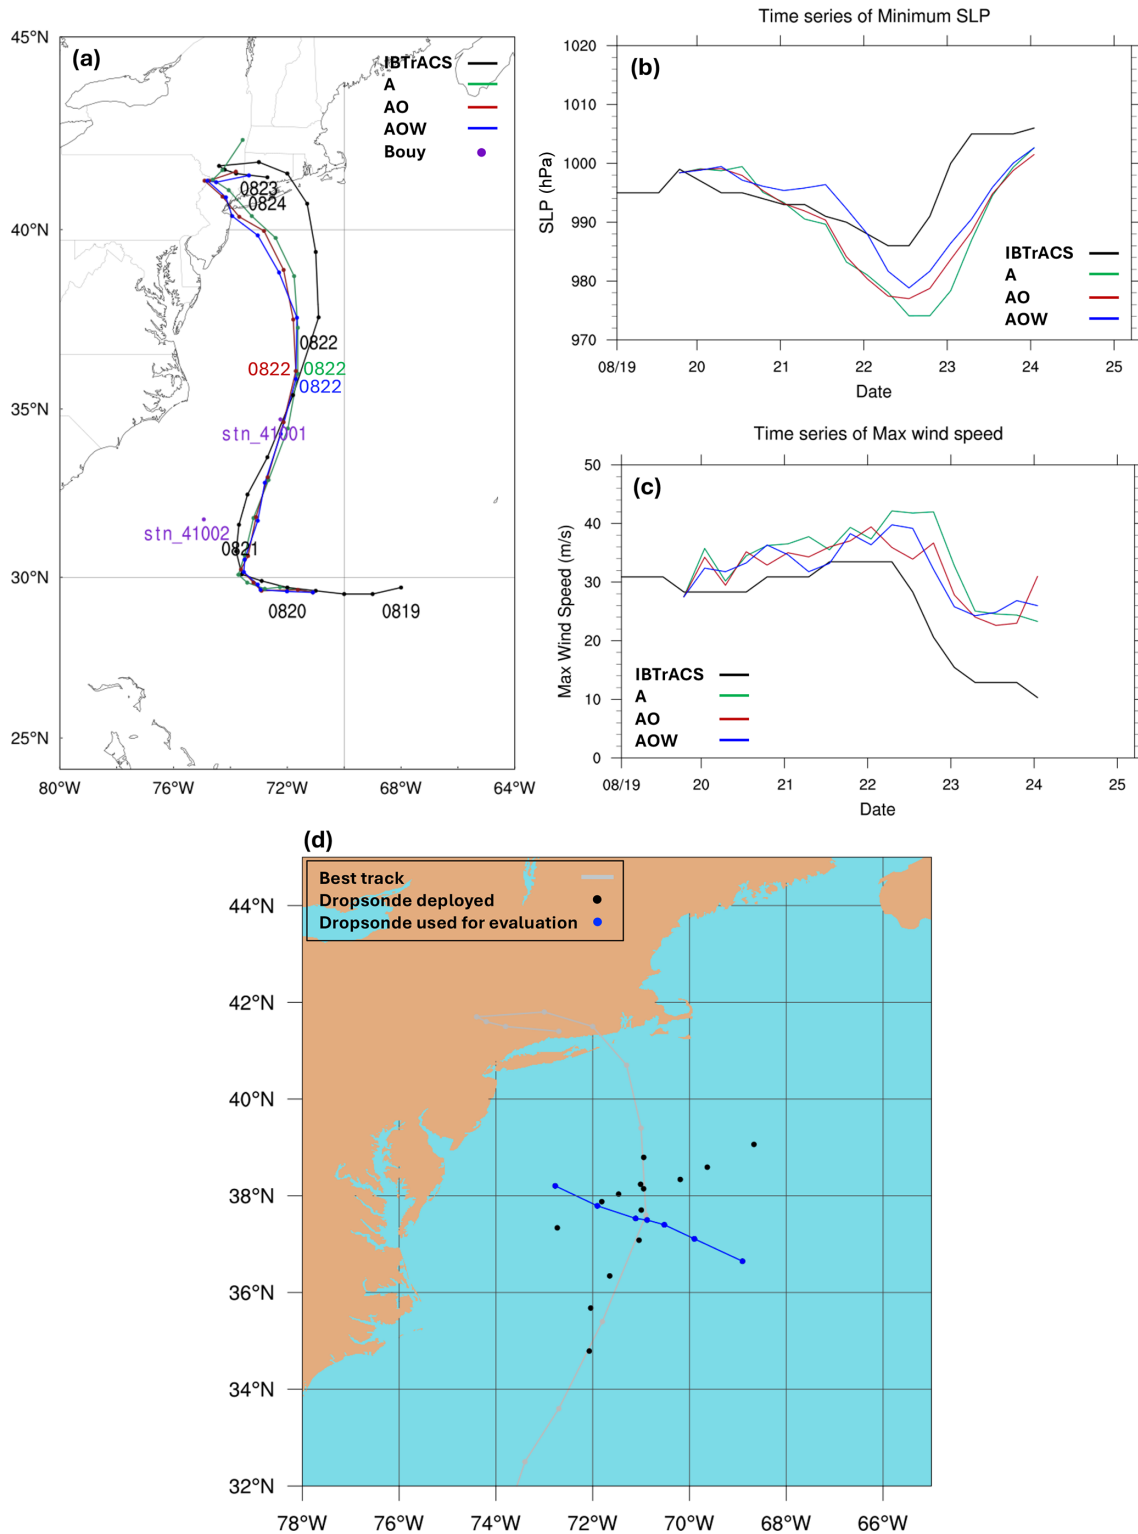 (a)
45°N
40°N
35°N
30°N
25°N
80°W
76°W
72°W
68°W
64°W
IBTrACS
A
AO
AOW
Bouy
0823
0824
0822
0822
0822
0822
stn_41001
stn_41002
0821
0820
0819
Time series of Minimum SLP
(b)
SLP (hPa)
1020
1010
1000
990
980
970
IBTrACS
A
AO
AOW
08/19
20
21
22
23
24
25
Date
Time series of Max wind speed
(c)
Max Wind Speed (m/s)
50
40
30
20
10
0
IBTrACS
A
AO
AOW
08/19
20
21
22
23
24
25
Date
(d)
Best track
Dropsonde deployed
Dropsonde used for evaluation
44°N
42°N
40°N
38°N
36°N
34°N
32°N
78°W
76°W
74°W
72°W
70°W
68°W
66°W